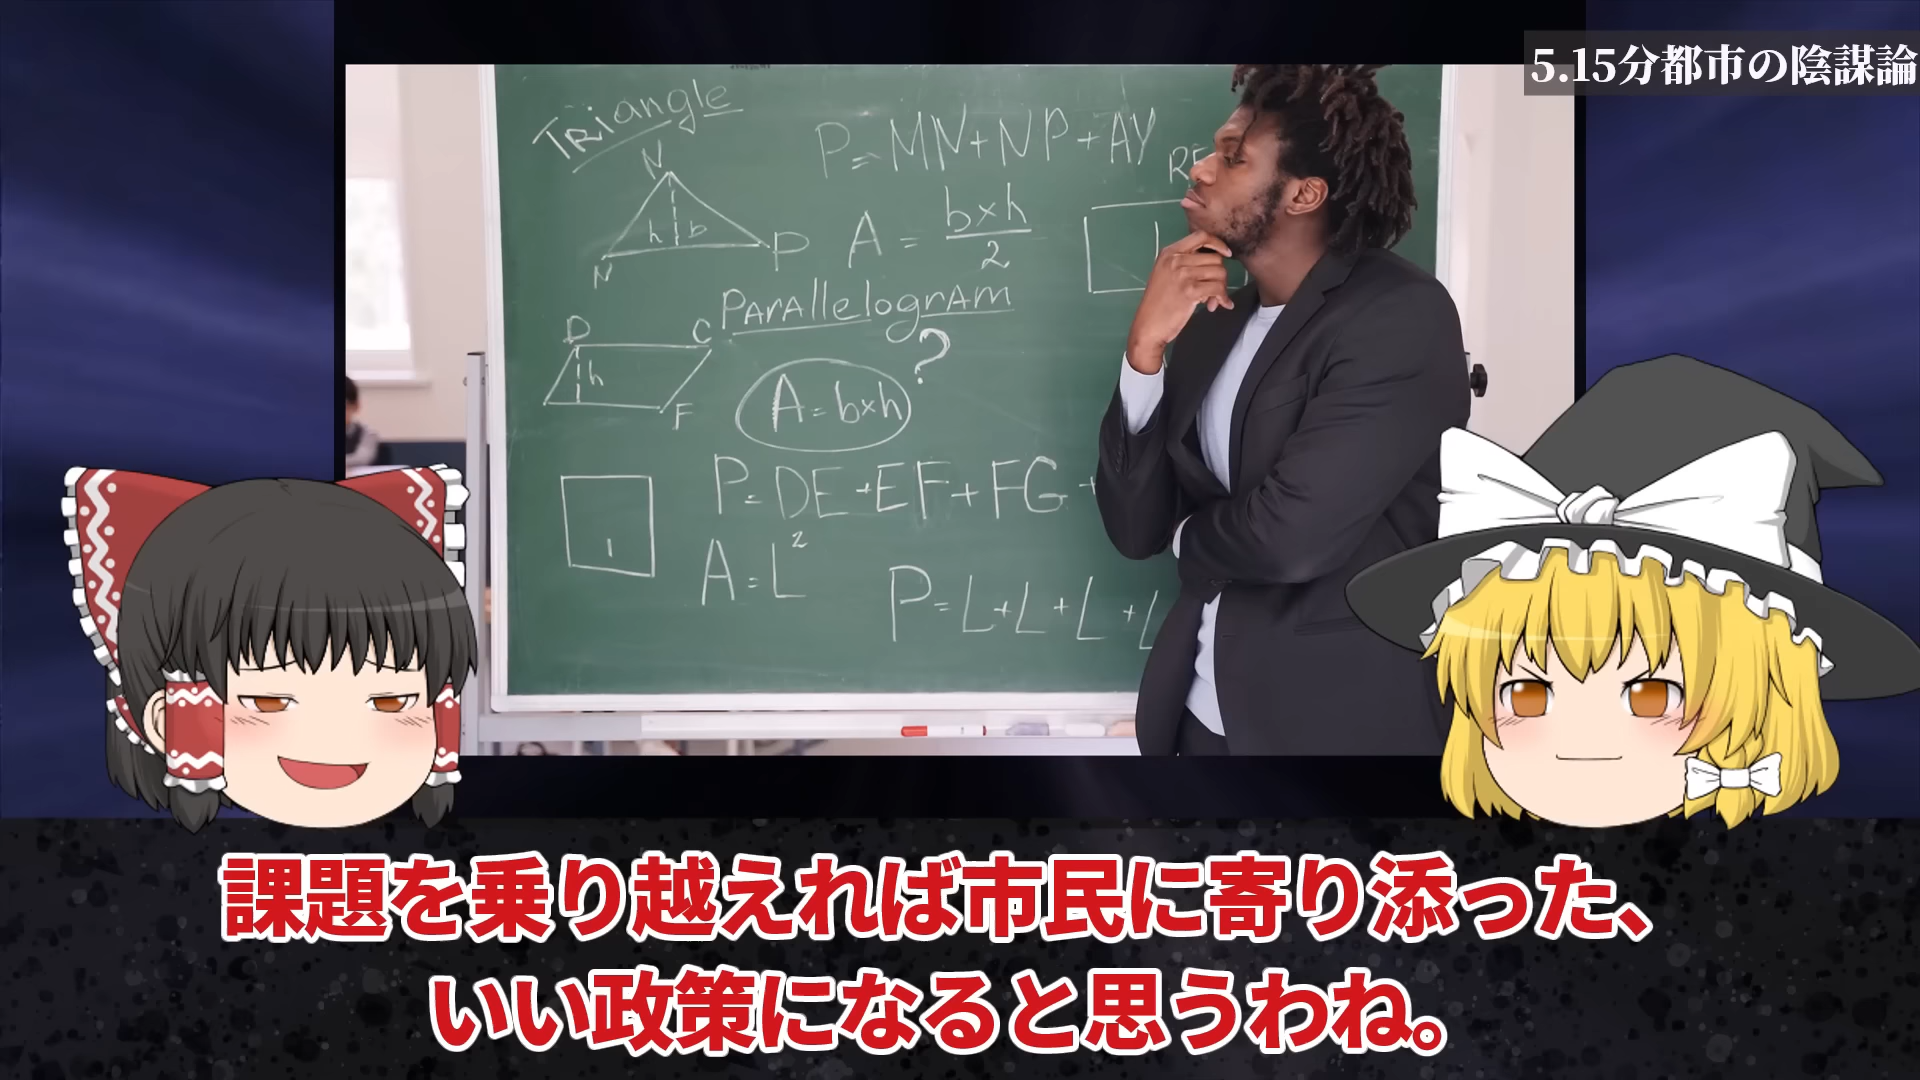 5.15分都市の陰謀論
Triangle
P=MN+NP+AY
N
RE
h b
N
P
A = b×h
2
Parallelogram
?
D
C
h
F
A=b×h
P=DE+EF+FG+
1
A=L²
P=L+L+L+L
課題を乗り越えれば市民に寄り添った、
いい政策になると思うわね。